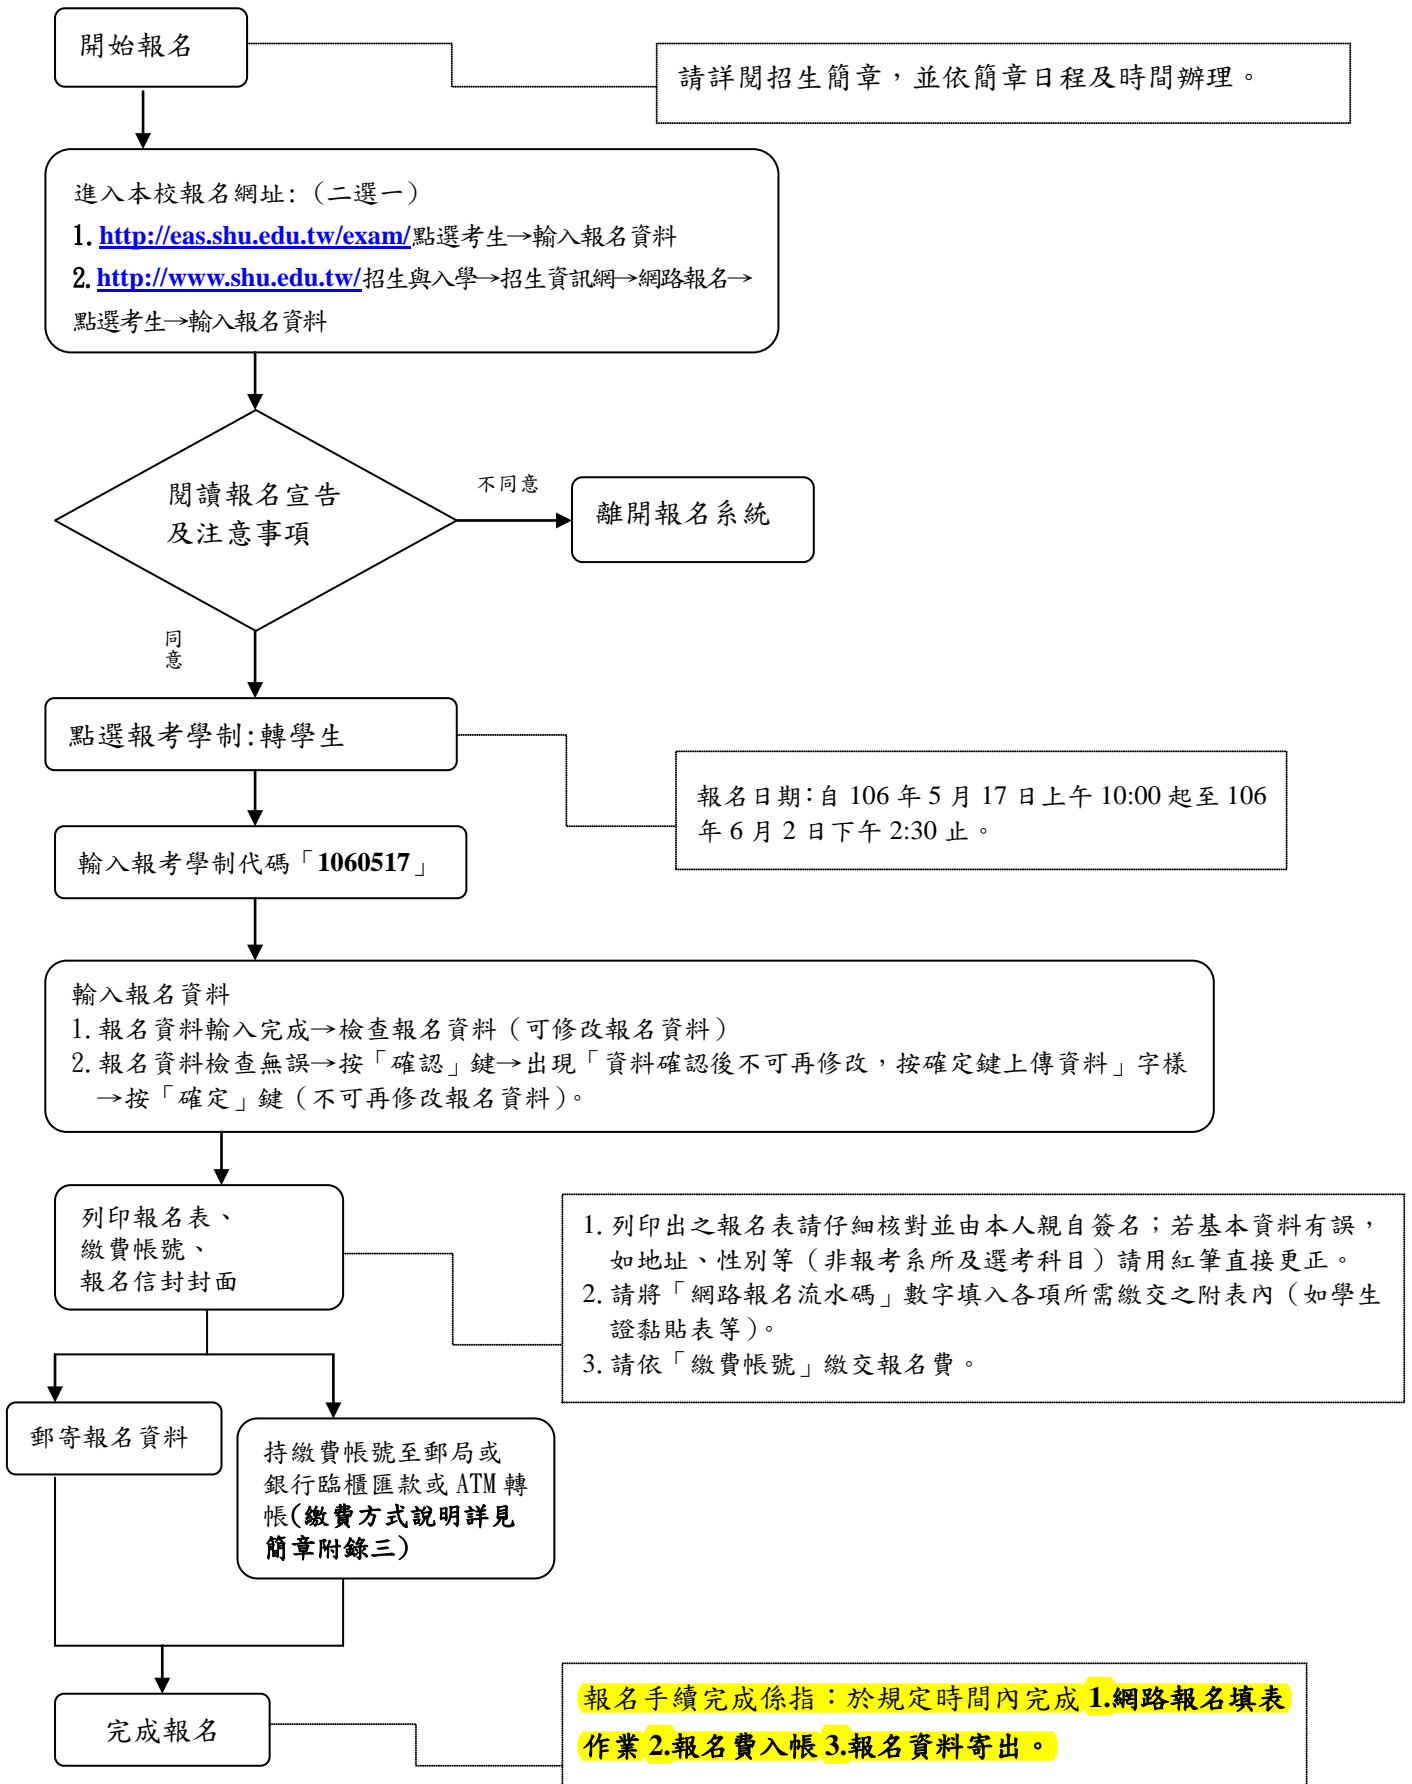 開始報名
請詳閱招生簡章，並依簡章日程及時間辦理。
進入本校報名網址:（二選一）
1. http://eas.shu.edu.tw/exam/點選考生→輸入報名資料
2. http://www.shu.edu.tw/招生與入學→招生資訊網→網路報名→
點選考生→輸入報名資料
閱讀報名宣告
及注意事項
不同意
離開報名系統
同
意
點選報考學制:轉學生
報名日期:自 106 年 5 月 17 日上午 10:00 起至 106
年 6 月 2 日下午 2:30 止。
輸入報考學制代碼「1060517」
輸入報名資料
1. 報名資料輸入完成→檢查報名資料（可修改報名資料）
2. 報名資料檢查無誤→按「確認」鍵→出現「資料確認後不可再修改，按確定鍵上傳資料」字樣
→按「確定」鍵（不可再修改報名資料）。
列印報名表、
繳費帳號、
報名信封封面
1. 列印出之報名表請仔細核對並由本人親自簽名；若基本資料有誤，
如地址、性別等（非報考系所及選考科目）請用紅筆直接更正。
2. 請將「網路報名流水碼」數字填入各項所需繳交之附表內（如學生
證黏貼表等）。
3. 請依「繳費帳號」繳交報名費。
郵寄報名資料
持繳費帳號至郵局或
銀行臨櫃匯款或 ATM 轉
帳(繳費方式說明詳見
簡章附錄三)
完成報名
報名手續完成係指：於規定時間內完成 1.網路報名填表
作業 2.報名費入帳 3.報名資料寄出。